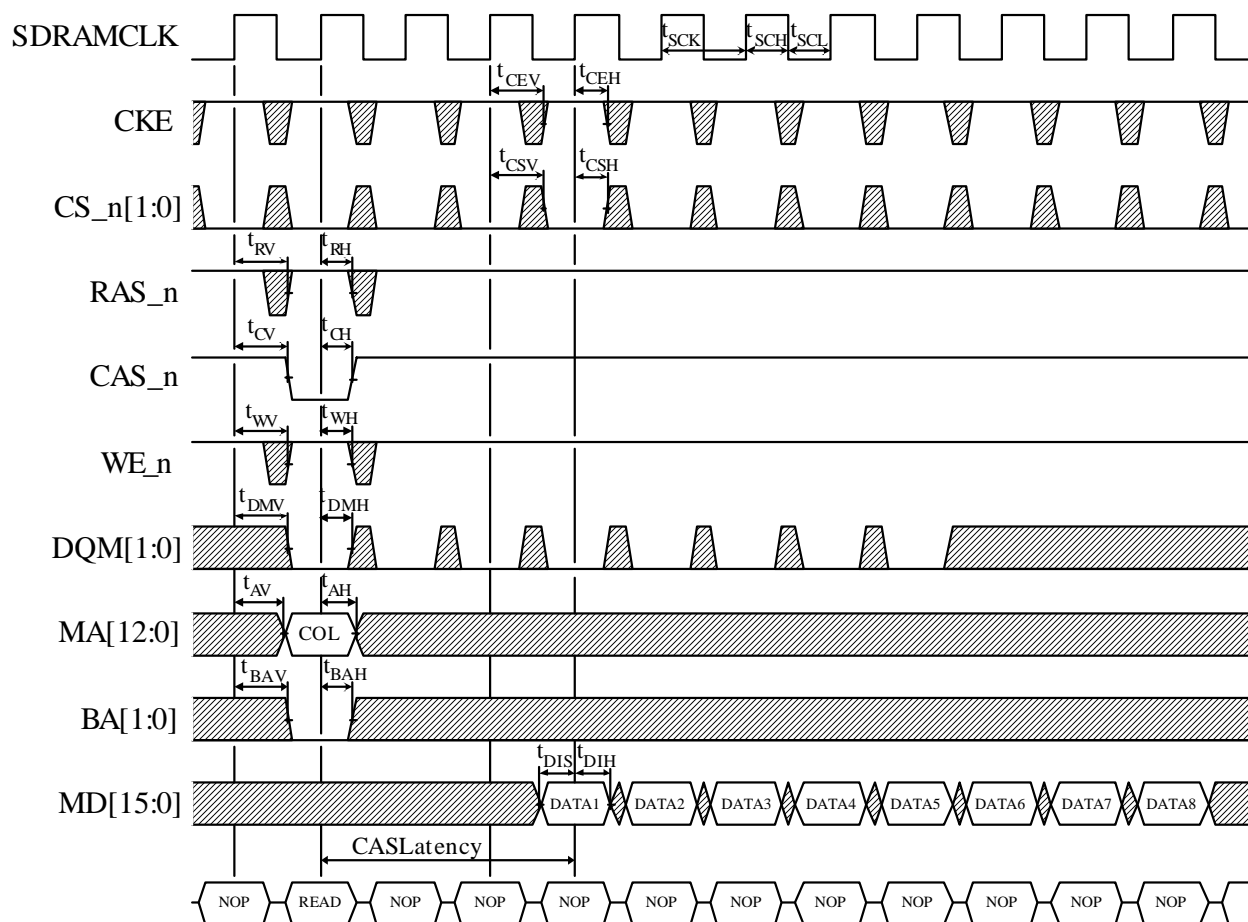 SDRAMCLK tSCK tSCH tSCL
tCEV tCEH
CKE
tCSV tCSH
CS_n[1:0]
tRV tRH
RAS_n
tCV tCH
CAS_n
tWV tWH
WE_n
tDMV tDMH
DQM[1:0]
tAV tAH
MA[12:0] COL
tBAV tBAH
BA[1:0]
tDIS tDIH
MD[15:0] DATA1 DATA2 DATA3 DATA4 DATA5 DATA6 DATA7 DATA8
CASLatency
NOP READ NOP NOP NOP NOP NOP NOP NOP NOP NOP NOP